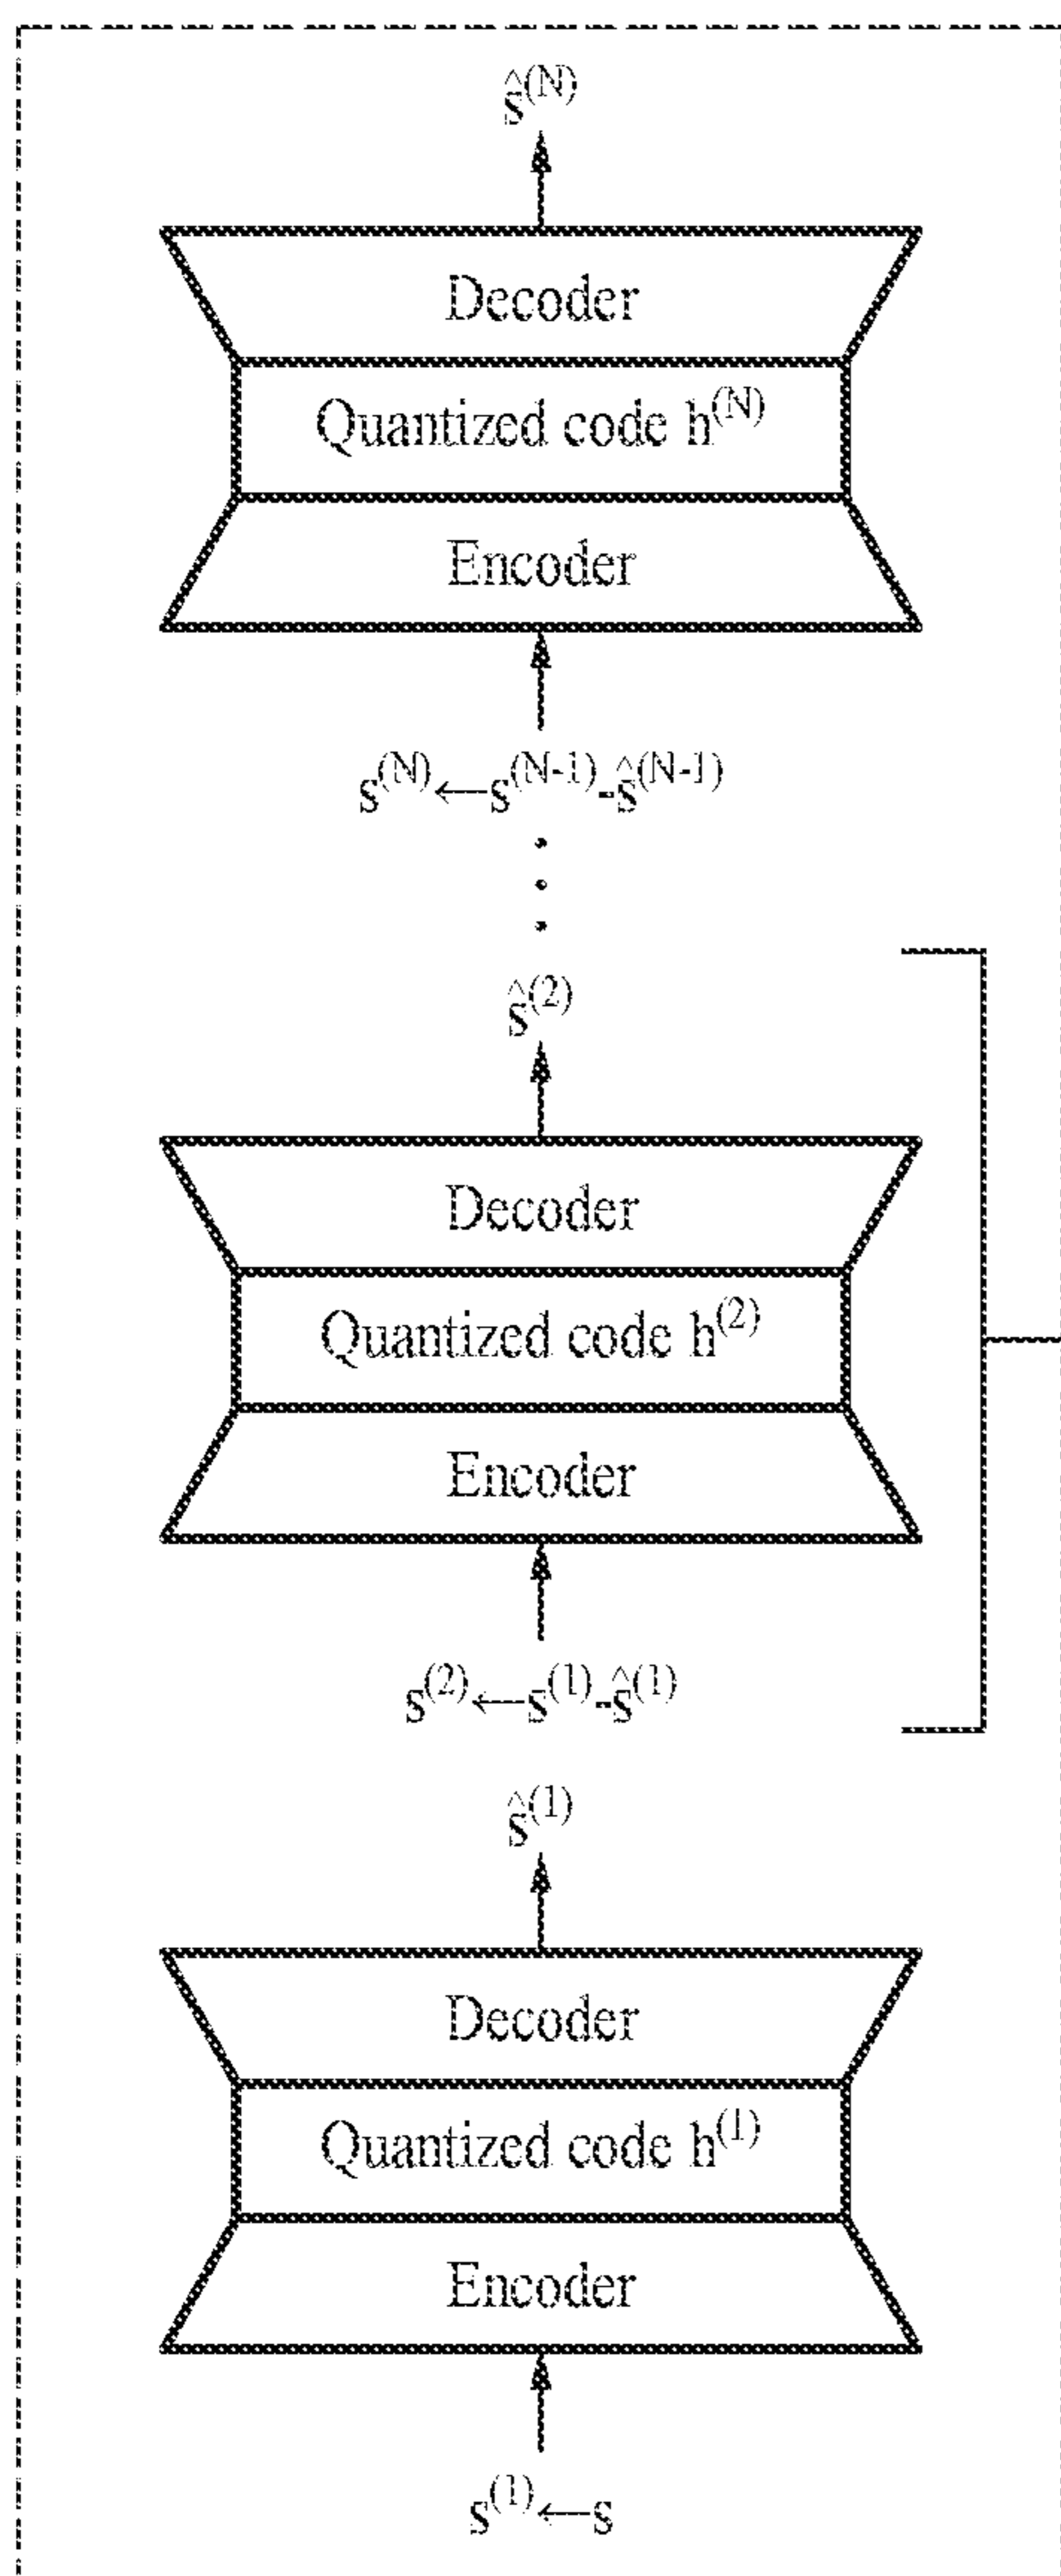 ŝ(N)
Decoder
Quantized code h(N)
Encoder
s(N)←s(N-1)-ŝ(N-1)
ŝ(2)
Decoder
Quantized code h(2)
Encoder
s(2)←s(1)-ŝ(1)
ŝ(1)
Decoder
Quantized code h(1)
Encoder
s(1)←s